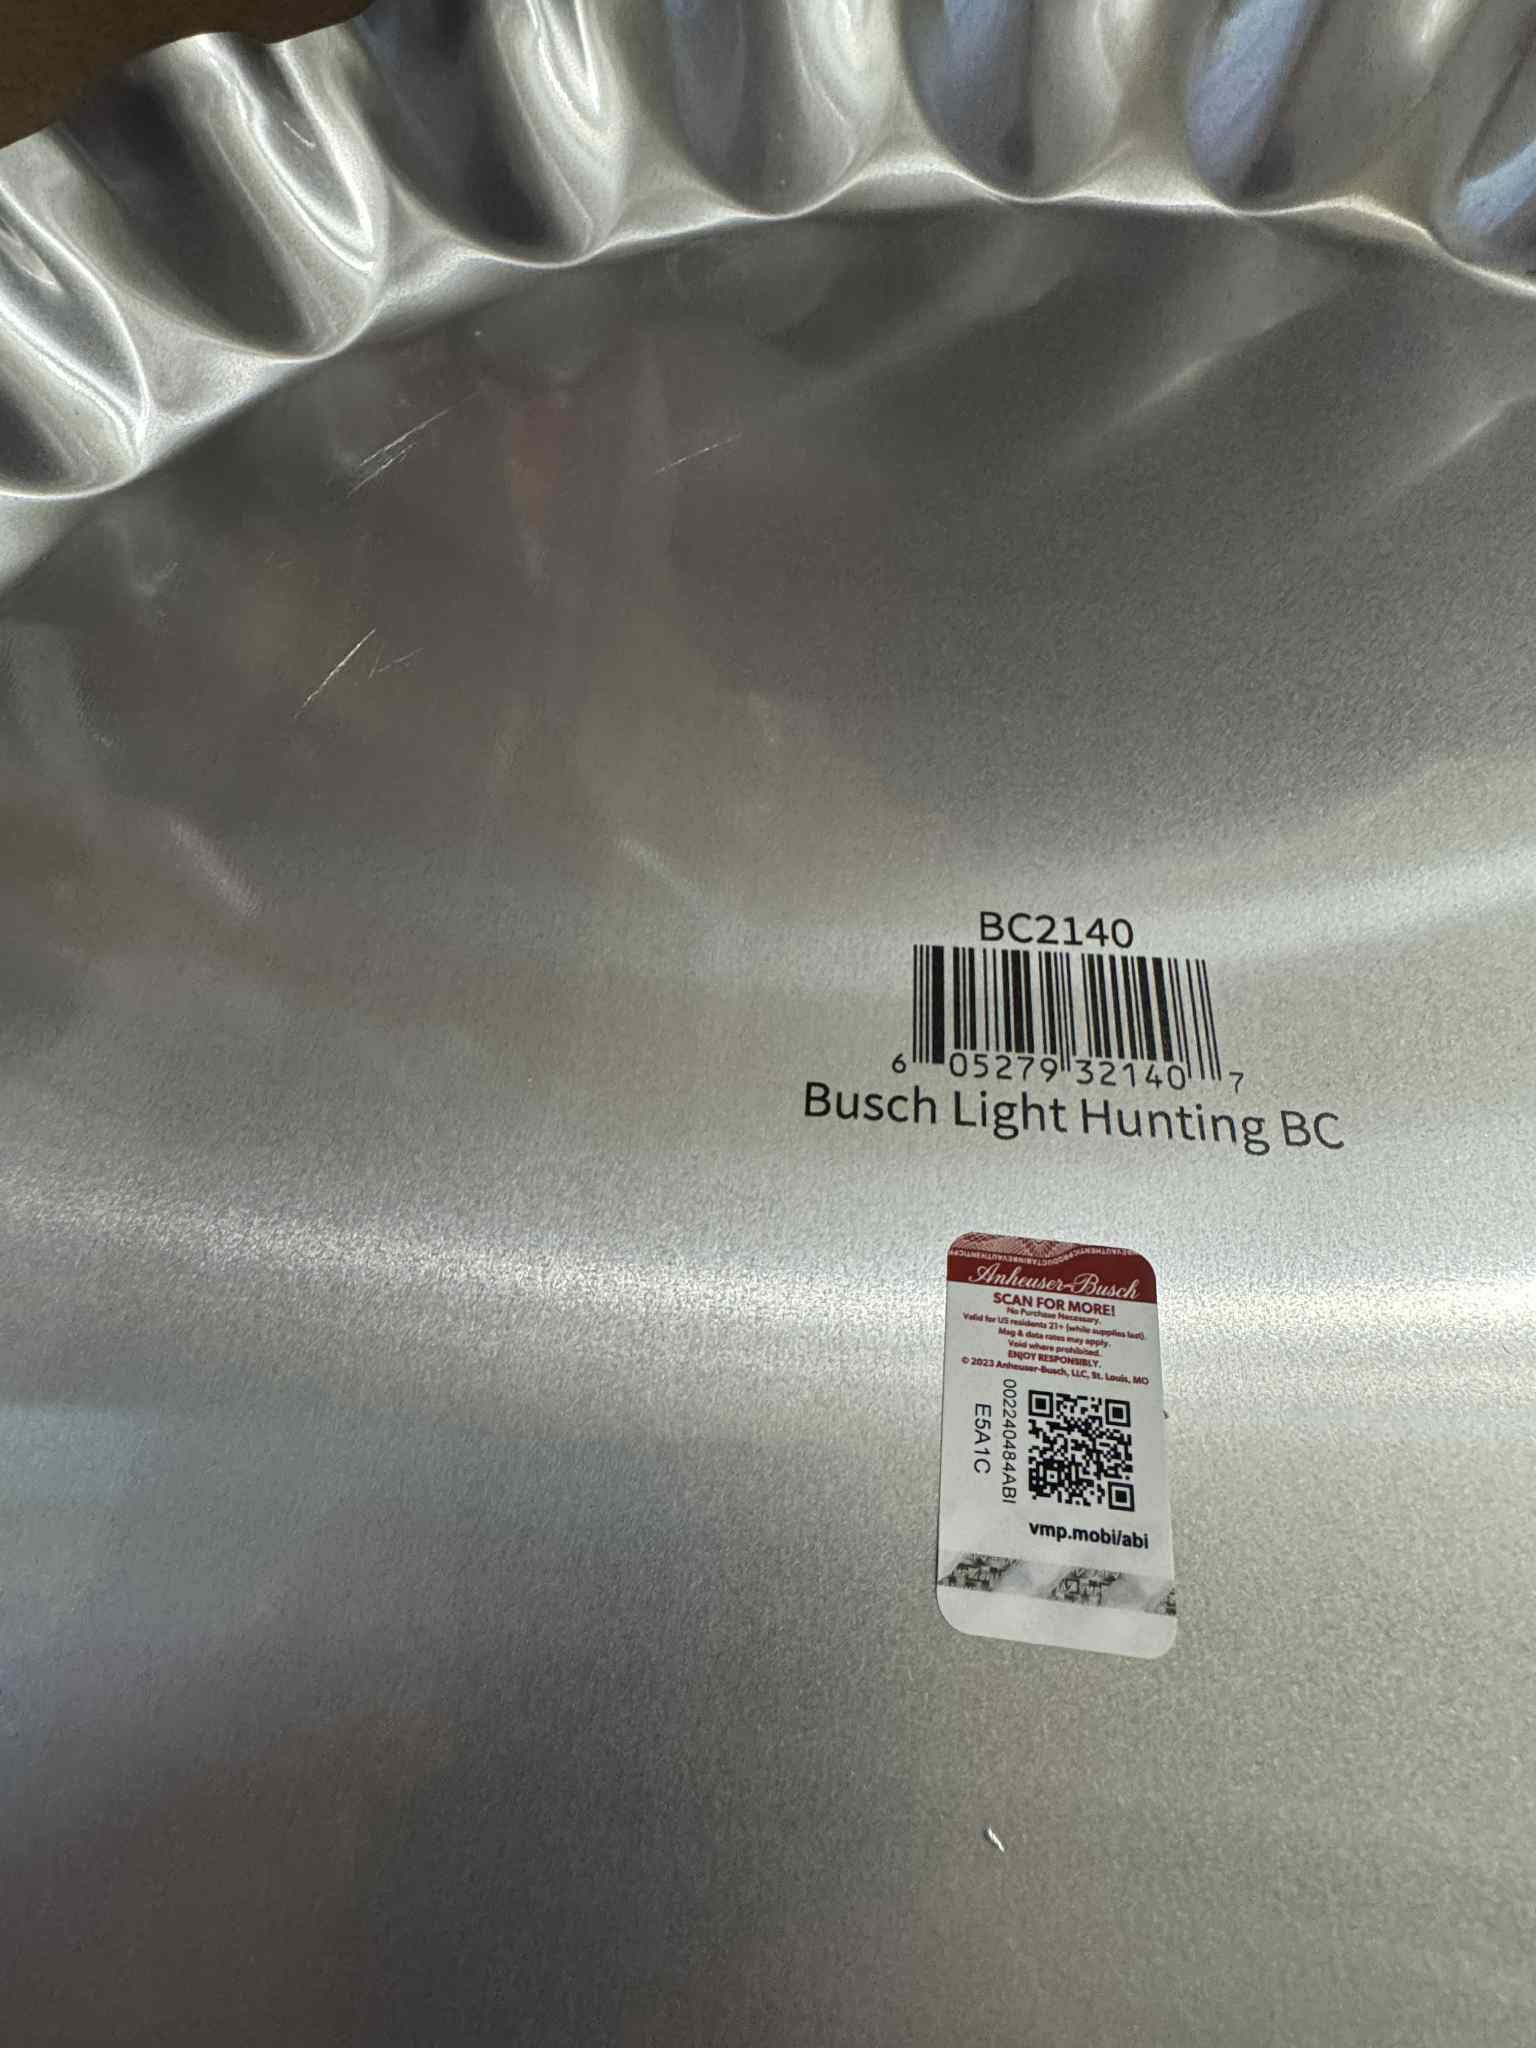 BC2140
6 05279 32140 7
Busch Light Hunting BC
Anheuser-Busch
SCAN FOR MORE!
No Purchase Necessary.
Valid for US residents 21+ (while supplies last).
Msg & data rates may apply.
Void where prohibited.
ENJOY RESPONSIBLY.
© 2023 Anheuser-Busch, LLC, St. Louis, MO
002240484ABI
E5A1C
vmp.mobi/abi